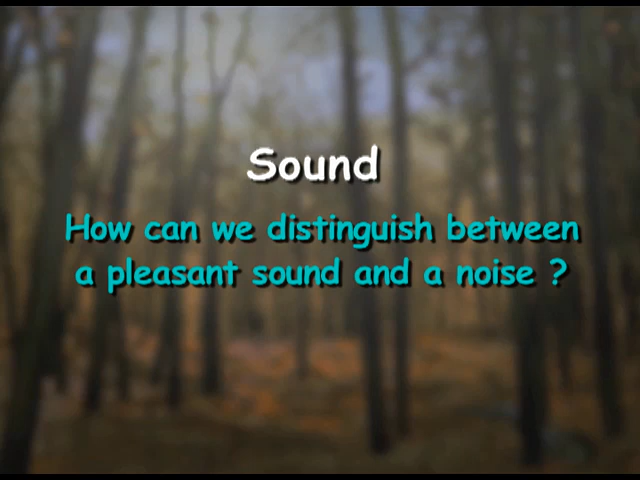 Sound
How can we distinguish between
a pleasant sound and a noise ?